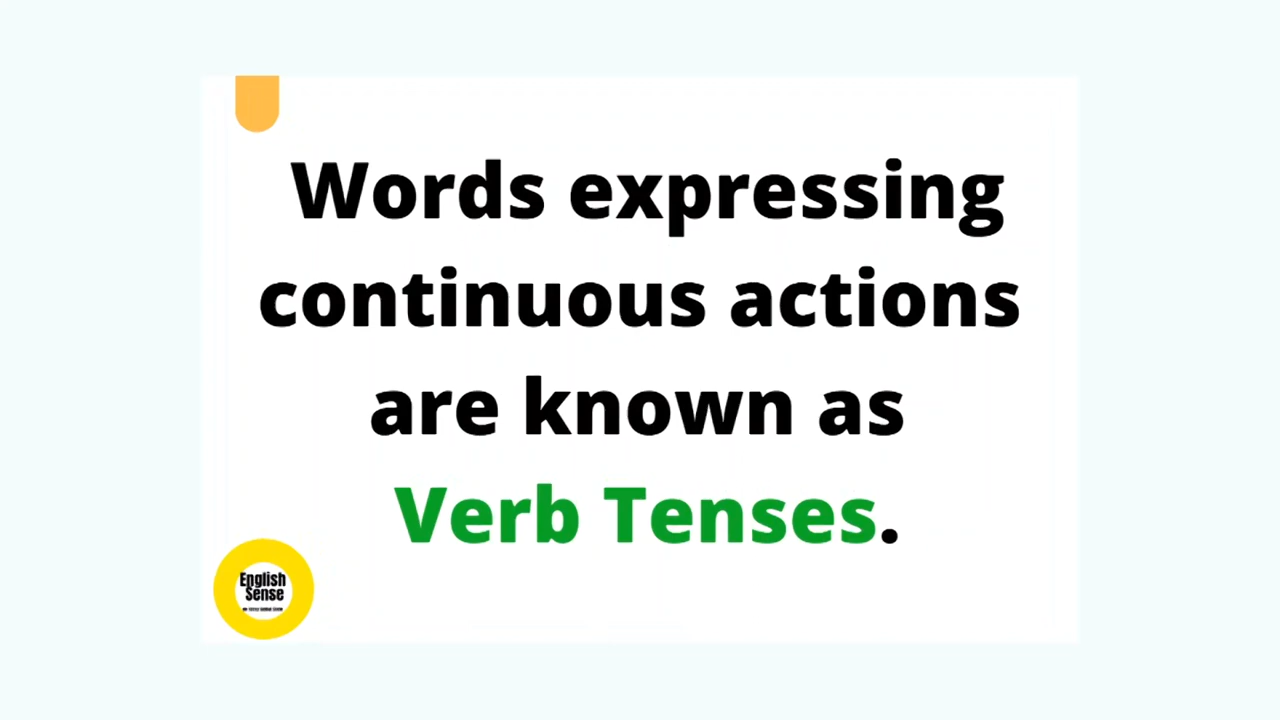 Words expressing
continuous actions
are known as
Verb Tenses.
English
Sense